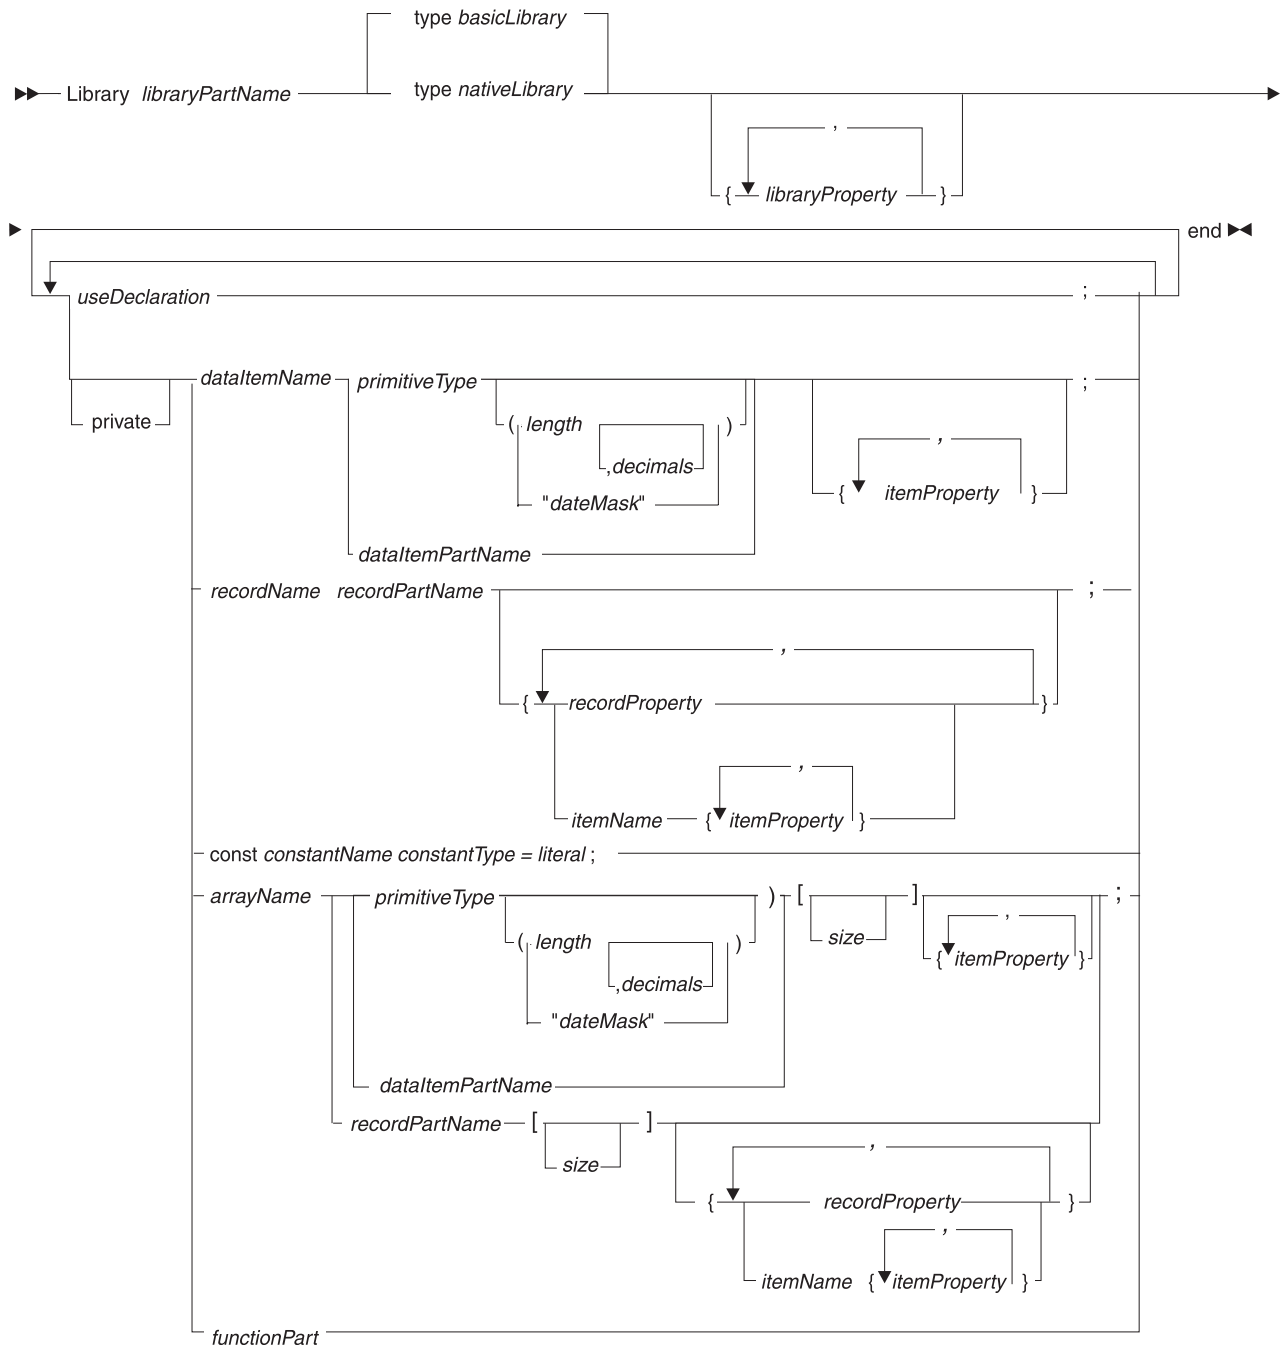 type basicLibrary
Library libraryPartName type nativeLibrary
,
{ libraryProperty }
end
useDeclaration ;
dataItemName primitiveType ;
private ( length )
,
,decimals
{ itemProperty }
"dateMask"
dataItemPartName
recordName recordPartName ;
,
{ recordProperty }
,
itemName { itemProperty }
const constantName constantType = literal ;
arrayName primitiveType ) [ ] ;
,
size
( length )
{ itemProperty }
,decimals
"dateMask"
dataItemPartName
recordPartName [ ]
,
size
{ recordProperty }
,
itemName { itemProperty }
functionPart